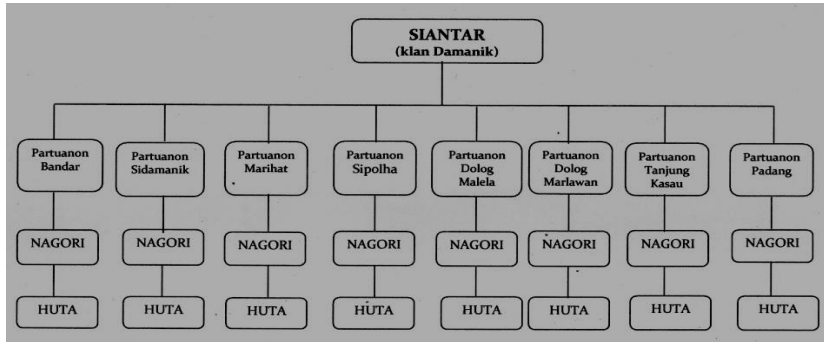 SIANTAR
(klan Damanik)
Partuanon
Bandar
Partuanon
Sidamanik
Partuanon
Marihat
Partuanon
Sipolha
Partuanon
Dolog
Malela
Partuanon
Dolog
Marlawan
Partuanon
Tanjung
Kasau
Partuanon
Padang
NAGORI
NAGORI
NAGORI
NAGORI
NAGORI
NAGORI
NAGORI
NAGORI
HUTA
HUTA
HUTA
HUTA
HUTA
HUTA
HUTA
HUTA